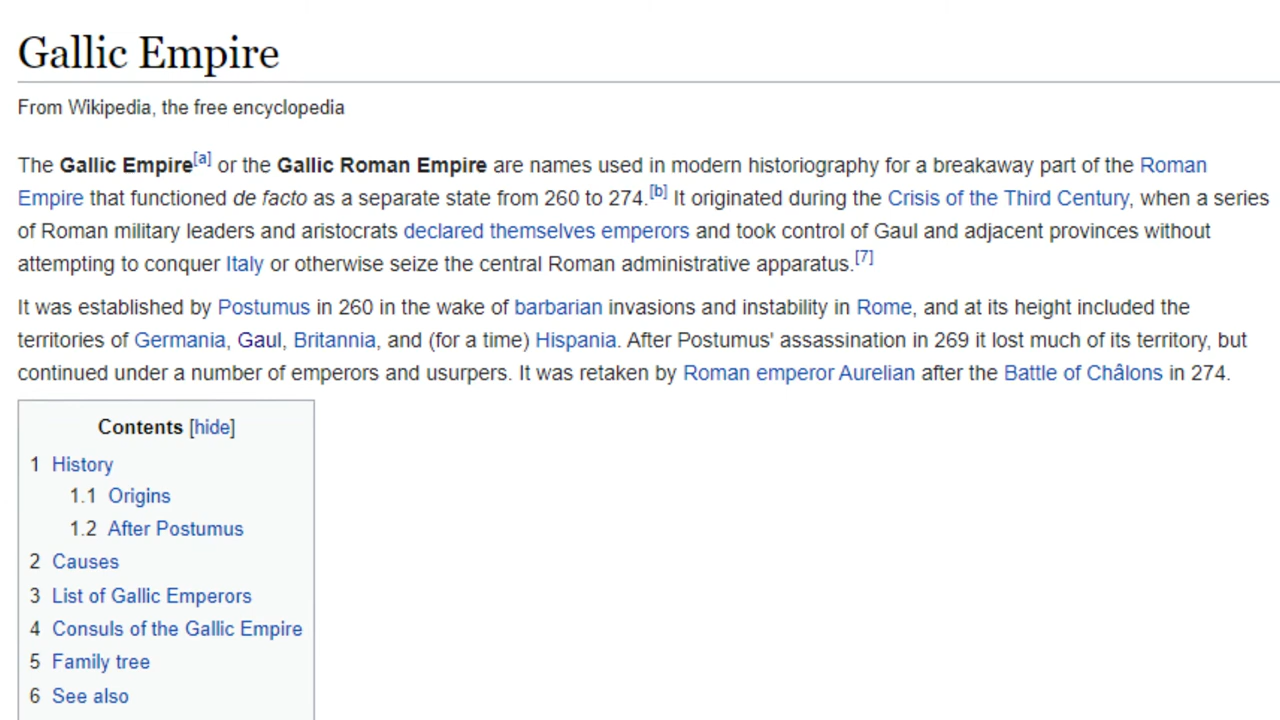 Gallic Empire
From Wikipedia, the free encyclopedia
The Gallic Empire[a] or the Gallic Roman Empire are names used in modern historiography for a breakaway part of the Roman
Empire that functioned de facto as a separate state from 260 to 274.[b] It originated during the Crisis of the Third Century, when a series
of Roman military leaders and aristocrats declared themselves emperors and took control of Gaul and adjacent provinces without
attempting to conquer Italy or otherwise seize the central Roman administrative apparatus.[7]
It was established by Postumus in 260 in the wake of barbarian invasions and instability in Rome, and at its height included the
territories of Germania, Gaul, Britannia, and (for a time) Hispania. After Postumus' assassination in 269 it lost much of its territory, but
continued under a number of emperors and usurpers. It was retaken by Roman emperor Aurelian after the Battle of Châlons in 274.
Contents [hide]
1 History
1.1 Origins
1.2 After Postumus
2 Causes
3 List of Gallic Emperors
4 Consuls of the Gallic Empire
5 Family tree
6 See also